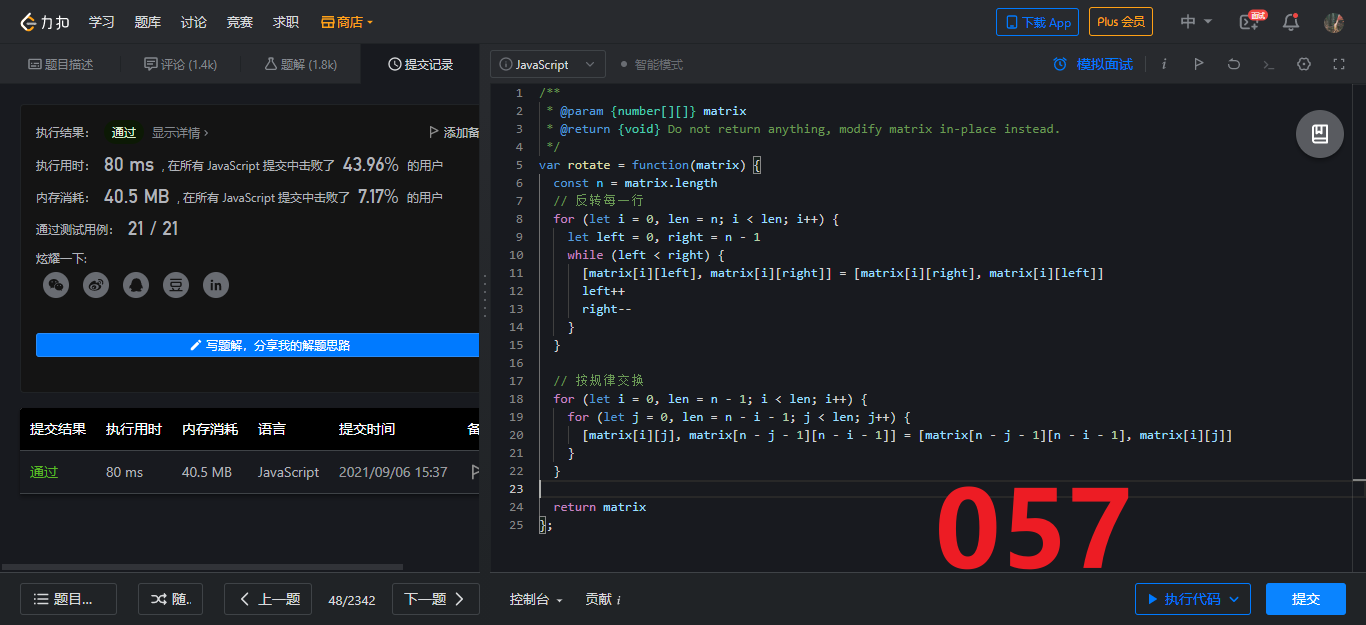 力扣 学习 题库 讨论 竞赛 求职 商店 下载 App Plus 会员 中 面试
题目描述 评论 (1.4k) 题解 (1.8k) 提交记录
执行结果： 通过 显示详情 › 添加备
执行用时： 80 ms , 在所有 JavaScript 提交中击败了 43.96% 的用户
内存消耗： 40.5 MB , 在所有 JavaScript 提交中击败了 7.17% 的用户
通过测试用例： 21 / 21
炫耀一下:
豆 in
写题解，分享我的解题思路
提交结果 执行用时 内存消耗 语言 提交时间 备
通过 80 ms 40.5 MB JavaScript 2021/09/06 15:37
JavaScript 智能模式 模拟面试 i
1 /**
2  * @param {number[][]} matrix
3  * @return {void} Do not return anything, modify matrix in-place instead.
4  */
5 var rotate = function(matrix) {
6   const n = matrix.length
7   // 反转每一行
8   for (let i = 0, len = n; i < len; i++) {
9     let left = 0, right = n - 1
10     while (left < right) {
11       [matrix[i][left], matrix[i][right]] = [matrix[i][right], matrix[i][left]]
12       left++
13       right--
14     }
15   }
16
17   // 按规律交换
18   for (let i = 0, len = n - 1; i < len; i++) {
19     for (let j = 0, len = n - i - 1; j < len; j++) {
20       [matrix[i][j], matrix[n - j - 1][n - i - 1]] = [matrix[n - j - 1][n - i - 1], matrix[i][j]]
21     }
22   }
23
24   return matrix
25 };
057
题目... 随. 上一题 48/2342 下一题 控制台 贡献 i 执行代码 提交